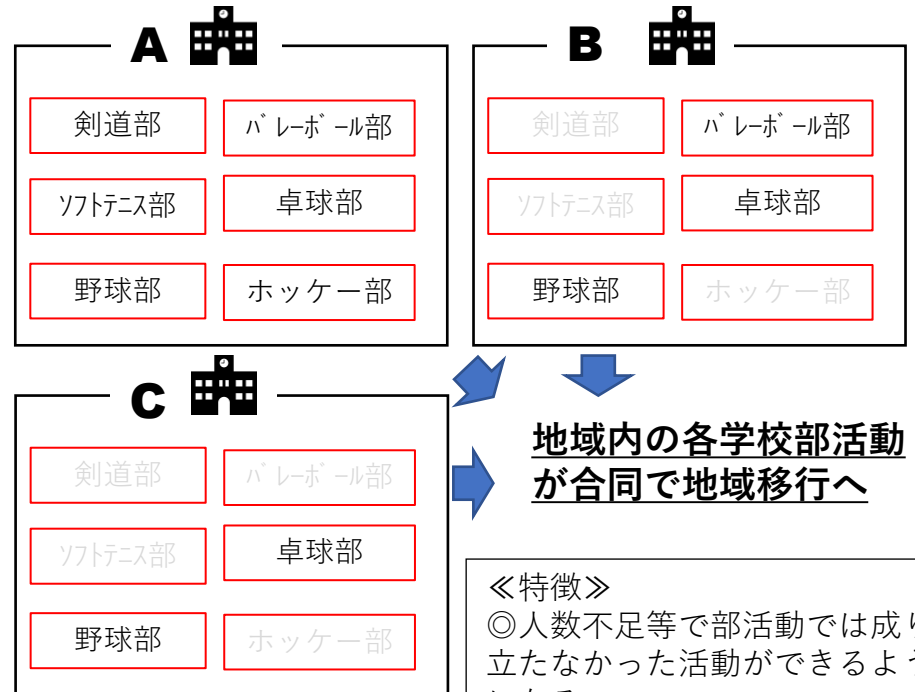 A
剣道部 バレーボール部
ソフトテニス部 卓球部
野球部 ホッケー部
B
剣道部 バレーボール部
ソフトテニス部 卓球部
野球部 ホッケー部
C
剣道部 バレーボール部
ソフトテニス部 卓球部
野球部 ホッケー部
地域内の各学校部活動
が合同で地域移行へ
≪特徴≫
◎人数不足等で部活動では成り
立たなかった活動ができるよう